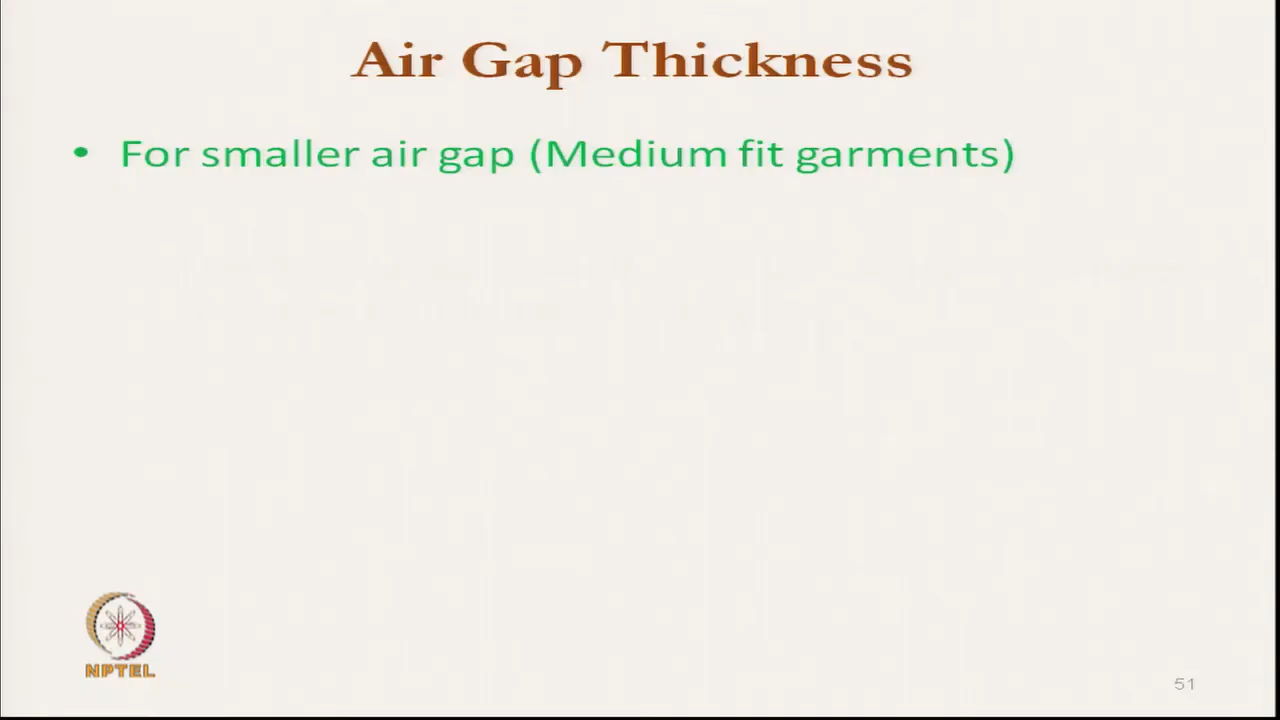 Air Gap Thickness
• For smaller air gap (Medium fit garments)
NPTEL
51